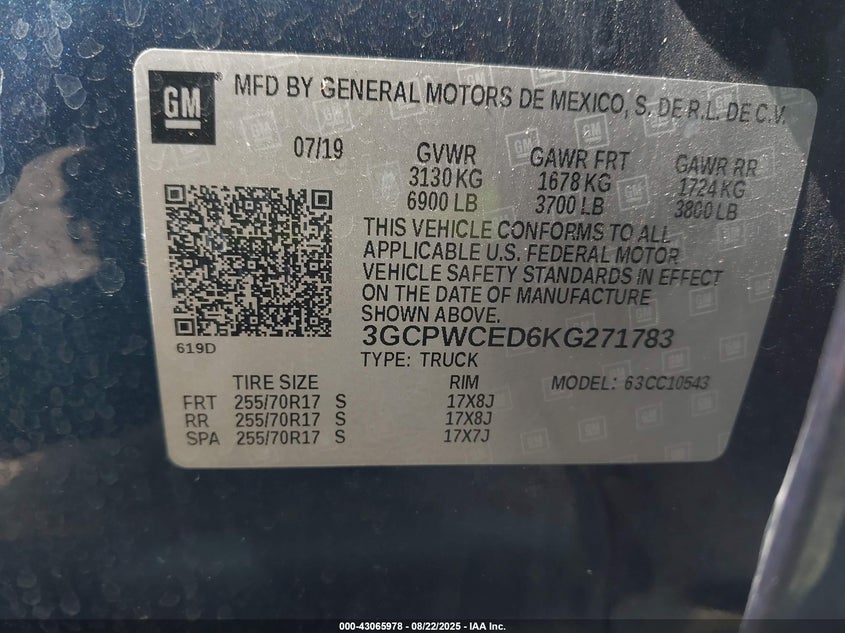 GM
MFD BY GENERAL MOTORS DE MEXICO, S. DE R.L. DE C.V.
07/19
GVWR GAWR FRT GAWR RR
3130 KG 1678 KG 1724 KG
6900 LB 3700 LB 3800 LB
THIS VEHICLE CONFORMS TO ALL
APPLICABLE U.S. FEDERAL MOTOR
VEHICLE SAFETY STANDARDS IN EFFECT
ON THE DATE OF MANUFACTURE
SHOWN ABOVE.
619D
3GCPWCED6KG271783
TYPE: TRUCK
TIRE SIZE RIM MODEL: 63CC10543
FRT 255/70R17 S 17X8J
RR 255/70R17 S 17X8J
SPA 255/70R17 S 17X7J
000-43065978 - 08/22/2025 - IAA Inc.